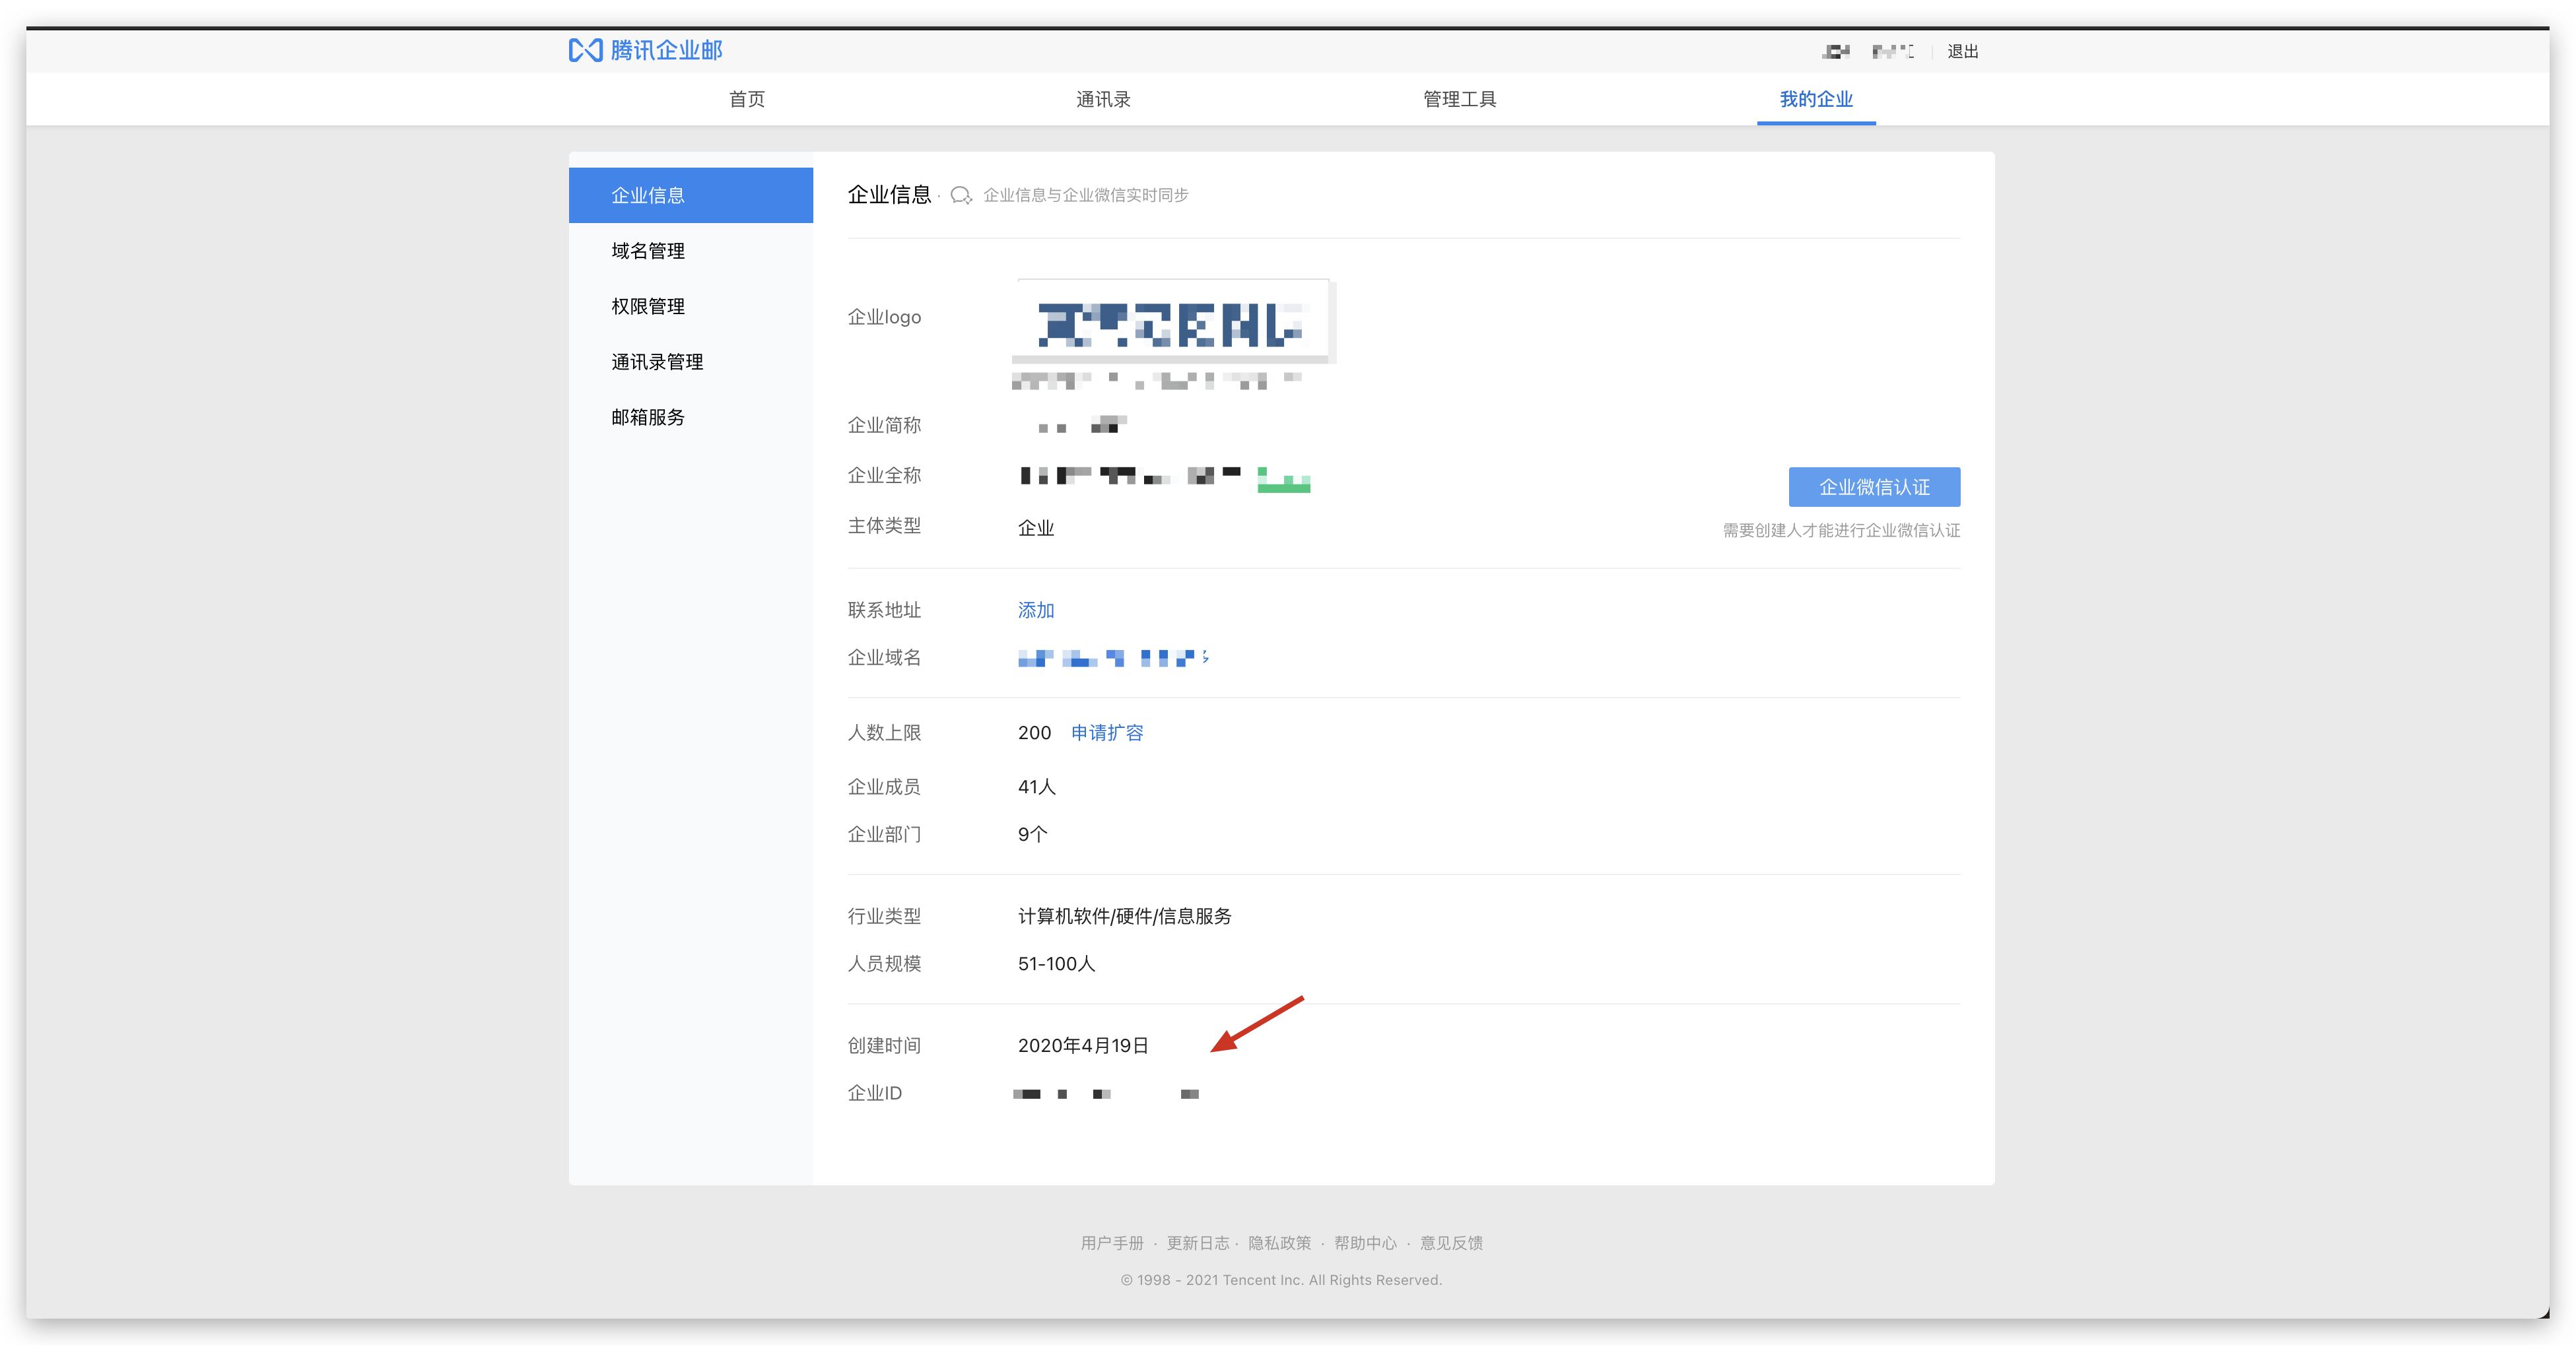 腾讯企业邮
退出
首页 通讯录 管理工具 我的企业
企业信息
域名管理
权限管理
通讯录管理
邮箱服务
企业信息 · 企业信息与企业微信实时同步
企业logo
企业简称
企业全称
企业微信认证
主体类型 企业
需要创建人才能进行企业微信认证
联系地址 添加
企业域名
人数上限 200 申请扩容
企业成员 41人
企业部门 9个
行业类型 计算机软件/硬件/信息服务
人员规模 51-100人
创建时间 2020年4月19日
企业ID
用户手册 · 更新日志 · 隐私政策 · 帮助中心 · 意见反馈
© 1998 - 2021 Tencent Inc. All Rights Reserved.